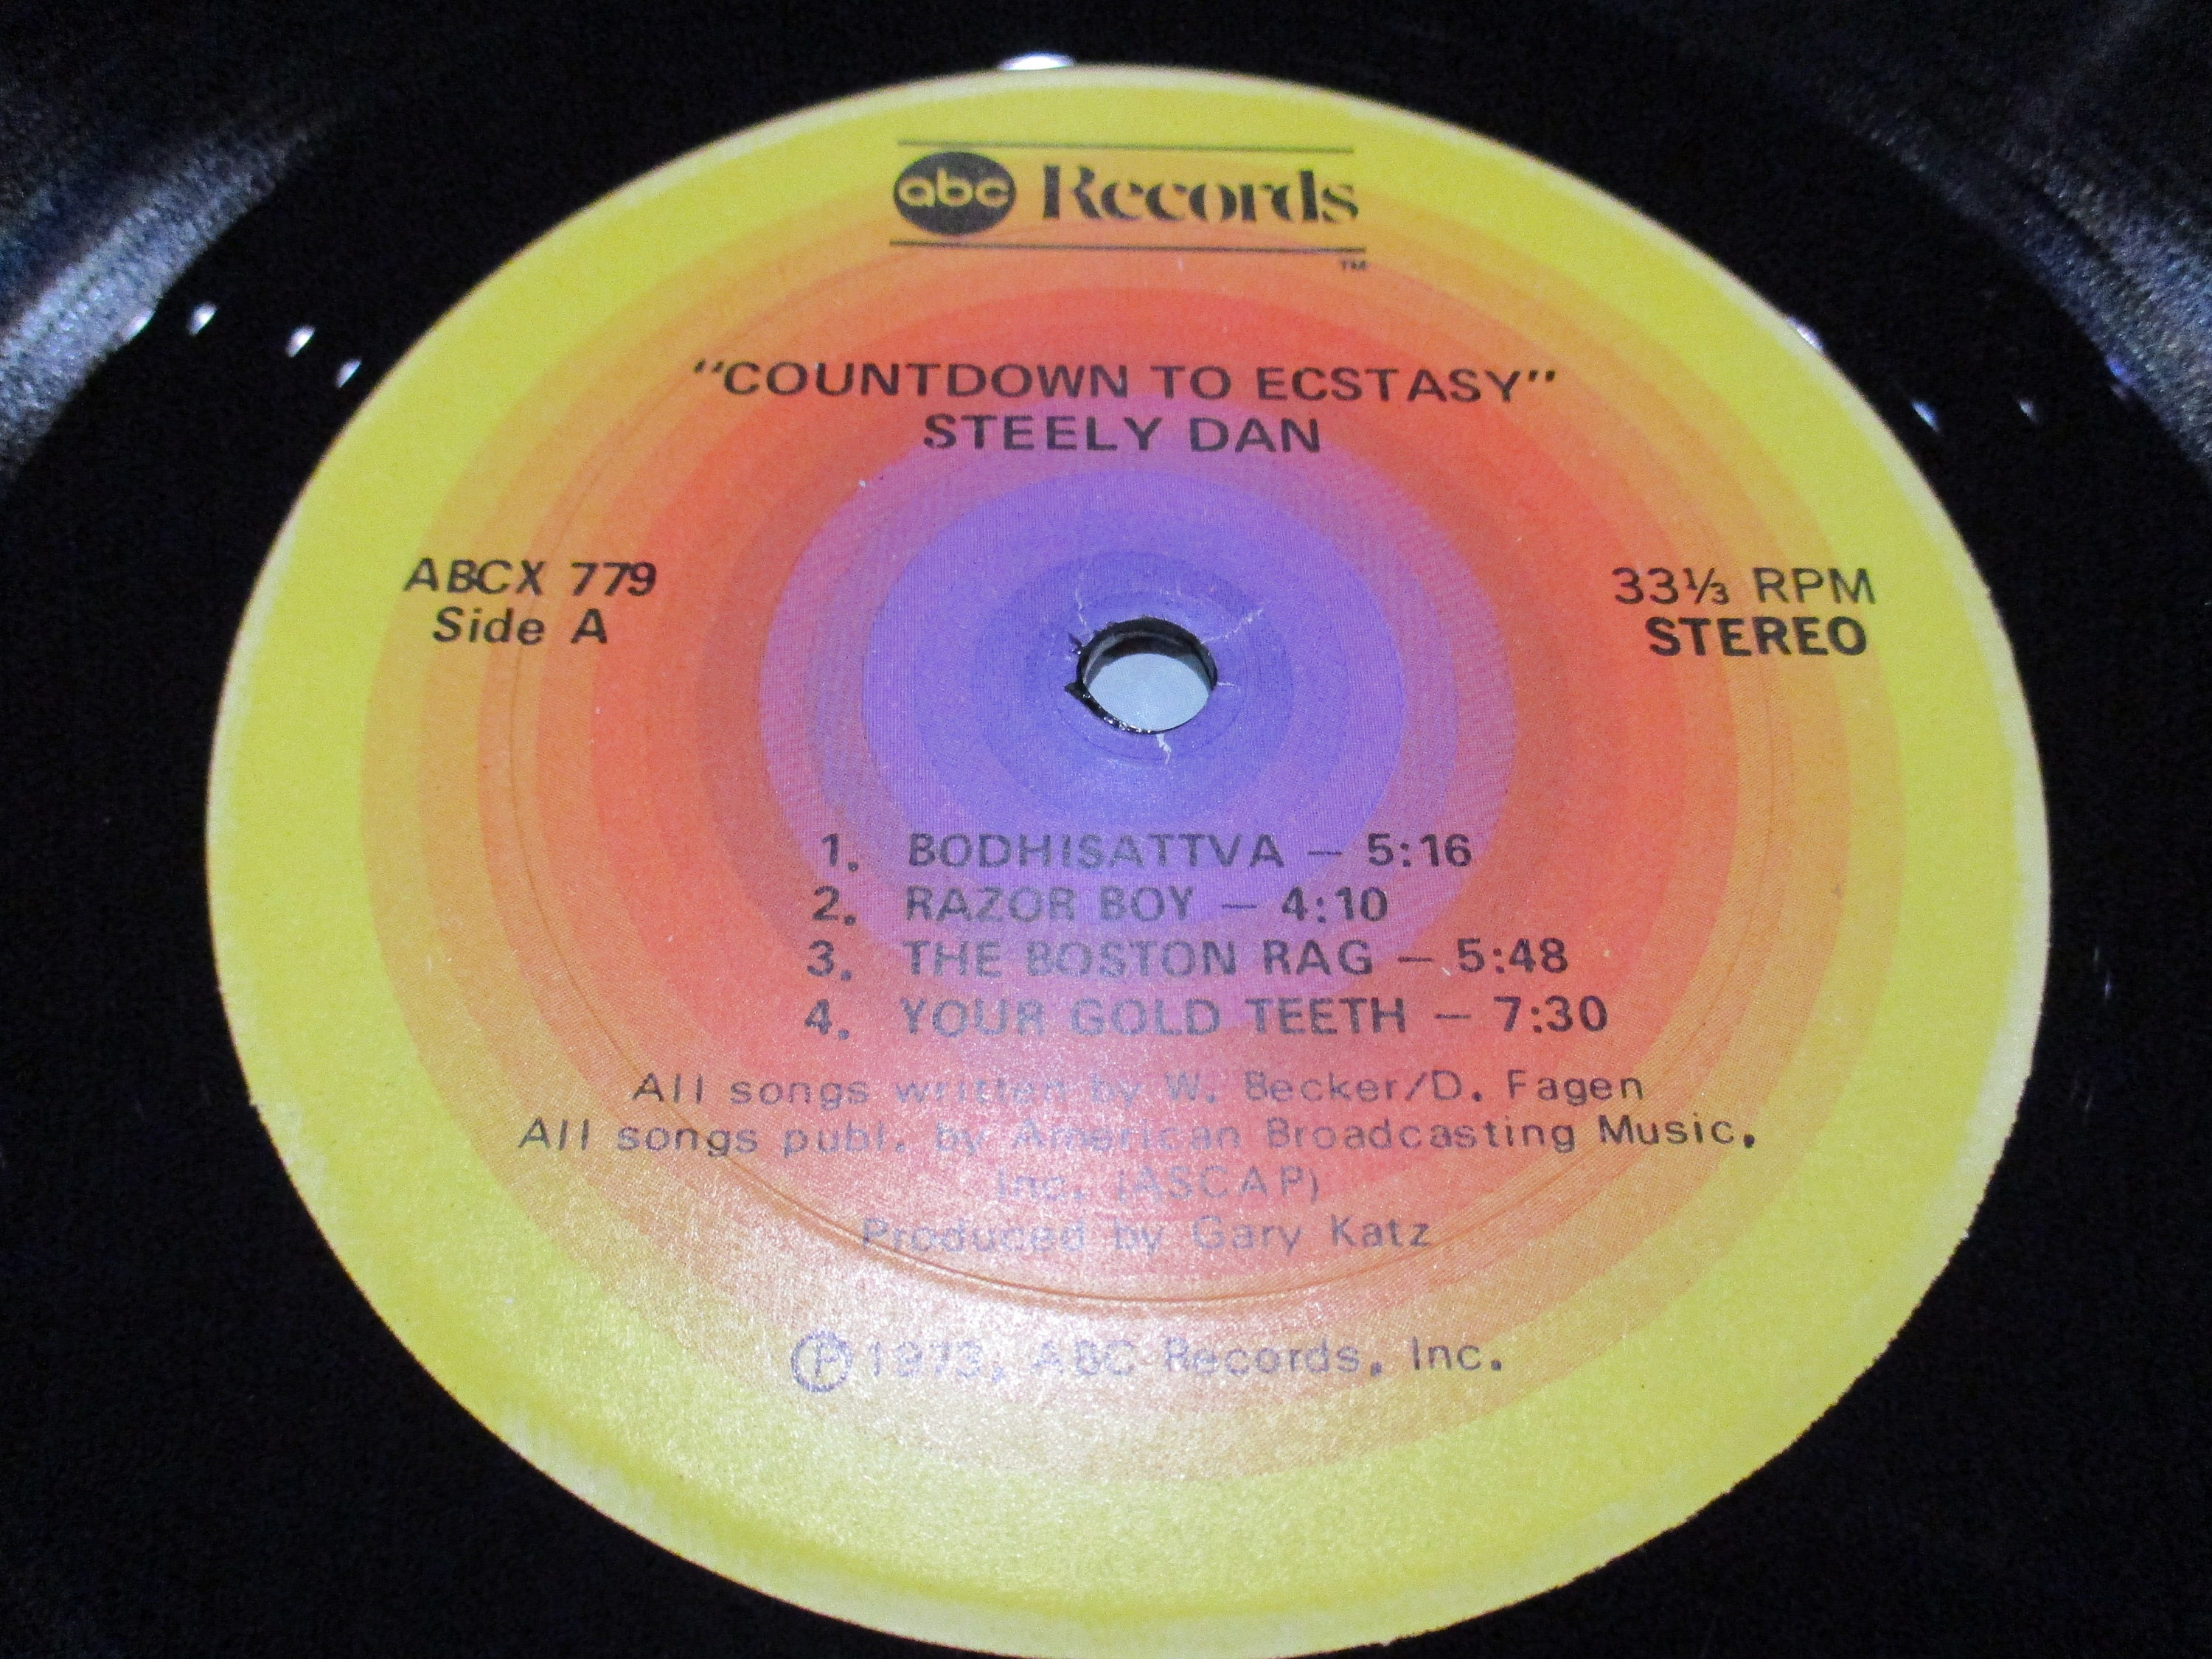 abc Records
TM
"COUNTDOWN TO ECSTASY"
STEELY DAN
ABCX 779
Side A
33⅓ RPM
STEREO
1. BODHISATTVA — 5:16
2. RAZOR BOY — 4:10
3. THE BOSTON RAG — 5:48
4. YOUR GOLD TEETH — 7:30
All songs written by W. Becker/D. Fagen
All songs publ. by American Broadcasting Music,
Inc. (ASCAP)
Produced by Gary Katz
Ⓟ1973, ABC Records, Inc.